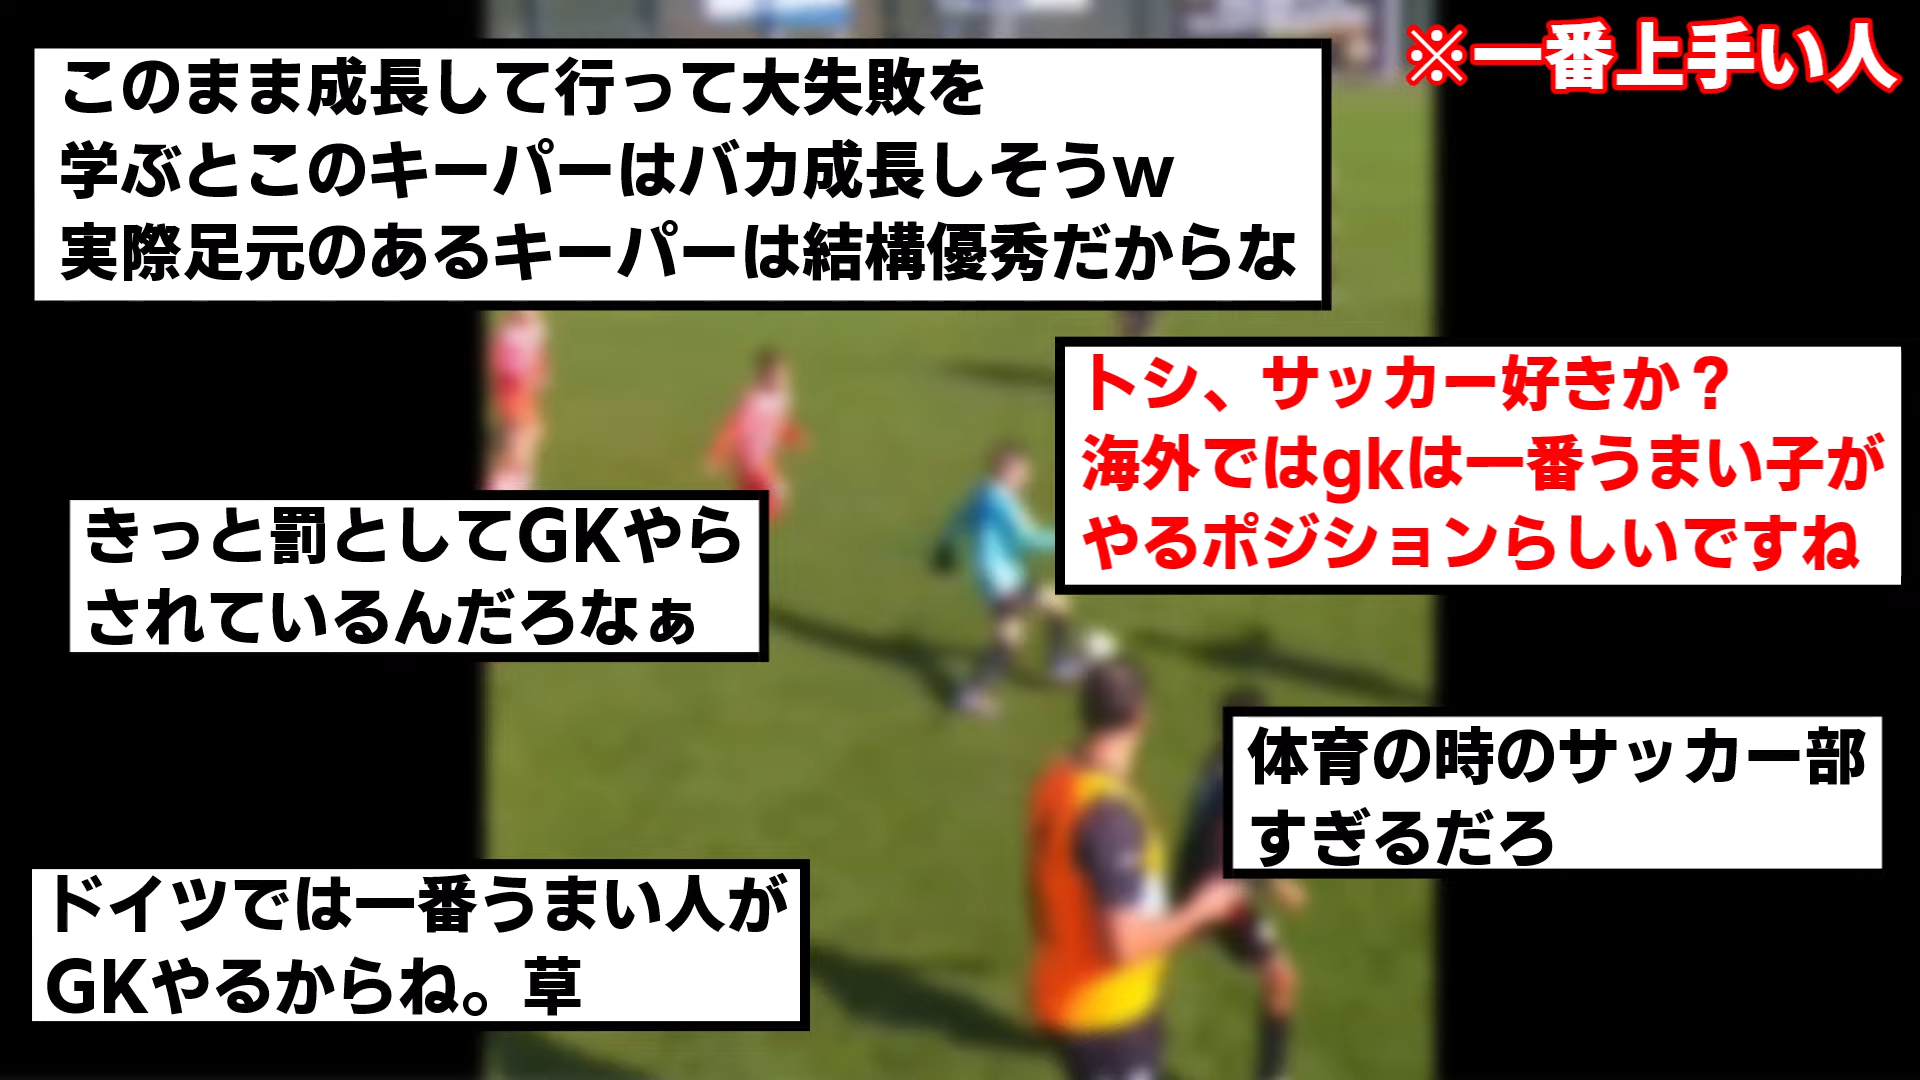 ※一番上手い人
このまま成長して行って大失敗を
学ぶとこのキーパーはバカ成長しそうw
実際足元のあるキーパーは結構優秀だからな
トシ、サッカー好きか？
海外ではgkは一番うまい子が
やるポジションらしいですね
きっと罰としてGKやら
されているんだろなぁ
体育の時のサッカー部
すぎるだろ
ドイツでは一番うまい人が
GKやるからね。草